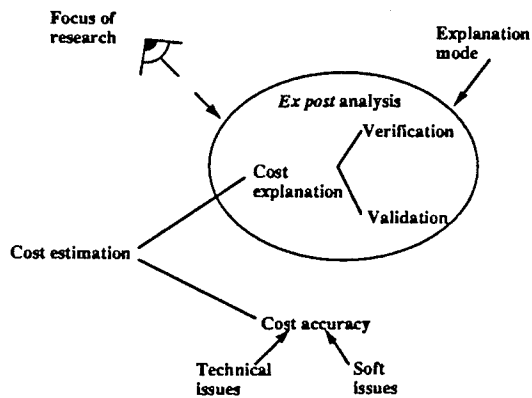 Focus of
research
Explanation
mode
Ex post analysis
Verification
Cost
explanation
Validation
Cost estimation
Cost accuracy
Technical
issues
Soft
issues